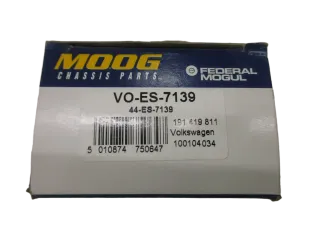 MOOG
CHASSIS PARTS
FEDERAL
MOGUL
VO-ES-7139
44-ES-7139
191 419 811
Volkswagen
100104034
5 010874 750647